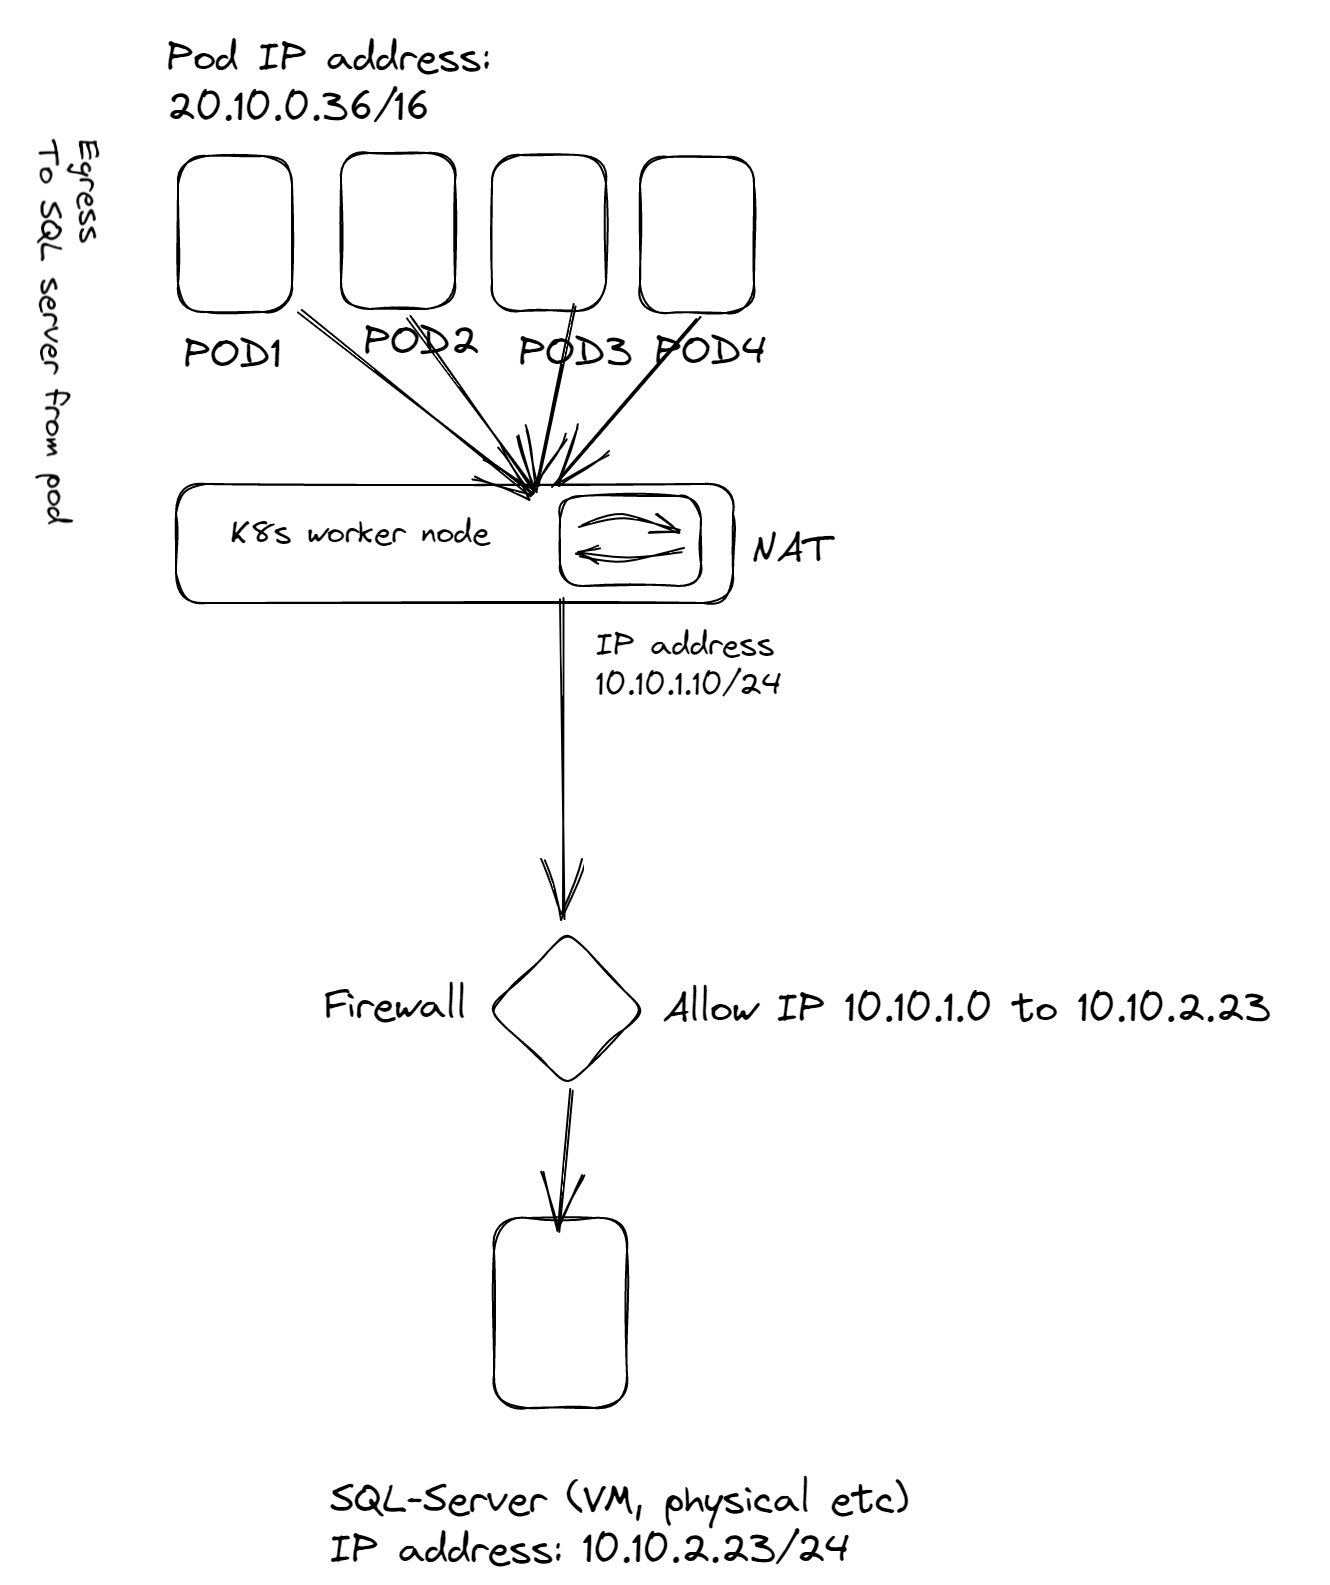 Pod IP address:
20.10.0.36/16
Egress
To SQL server from pod
POD1
POD2
POD3
POD4
K8s worker node
NAT
IP address
10.10.1.10/24
Firewall
Allow IP 10.10.1.0 to 10.10.2.23
SQL-Server (VM, physical etc)
IP address: 10.10.2.23/24